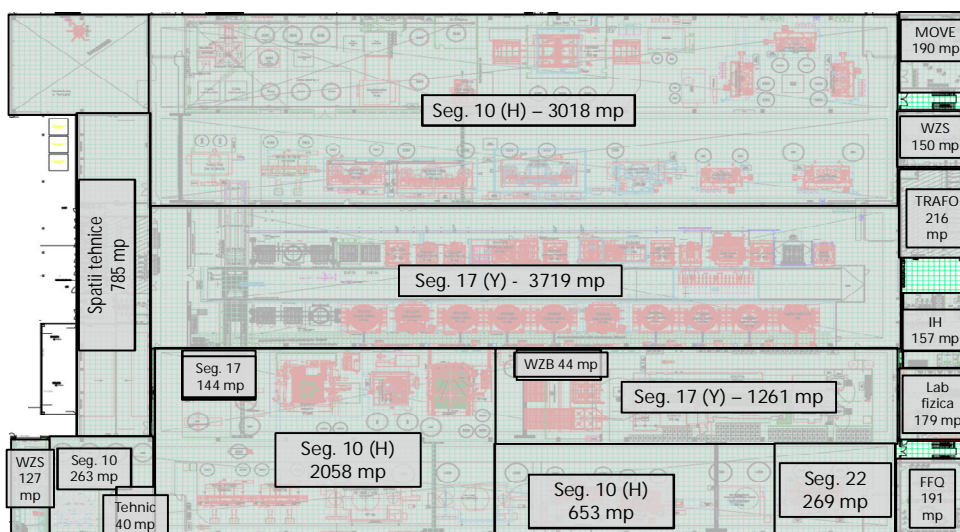 MOVE
190 mp
Seg. 10 (H) – 3018 mp
WZS
150 mp
TRAFO
216
mp
Spatii tehnice
785 mp
Seg. 17 (Y) - 3719 mp
IH
157 mp
Seg. 17
144 mp
WZB 44 mp
Seg. 17 (Y) – 1261 mp
Lab
fizica
179 mp
Seg. 10 (H)
2058 mp
WZS
127
mp
Seg. 10
263 mp
Tehnic
40 mp
Seg. 10 (H)
653 mp
Seg. 22
269 mp
FFQ
191
mp